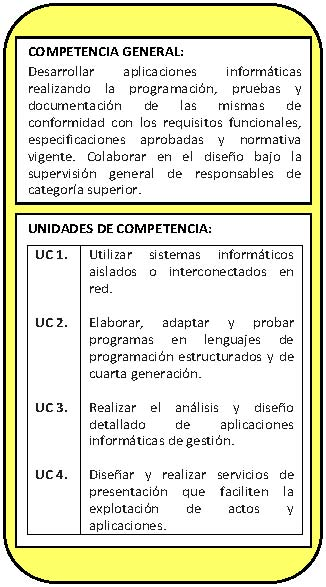 COMPETENCIA GENERAL:
Desarrollar aplicaciones informáticas
realizando la programación, pruebas y
documentación de las mismas de
conformidad con los requisitos funcionales,
especificaciones aprobadas y normativa
vigente. Colaborar en el diseño bajo la
supervisión general de responsables de
categoría superior.
UNIDADES DE COMPETENCIA:
UC 1. Utilizar sistemas informáticos
aislados o interconectados en
red.
UC 2. Elaborar, adaptar y probar
programas en lenguajes de
programación estructurados y de
cuarta generación.
UC 3. Realizar el análisis y diseño
detallado de aplicaciones
informáticas de gestión.
UC 4. Diseñar y realizar servicios de
presentación que faciliten la
explotación de actos y
aplicaciones.